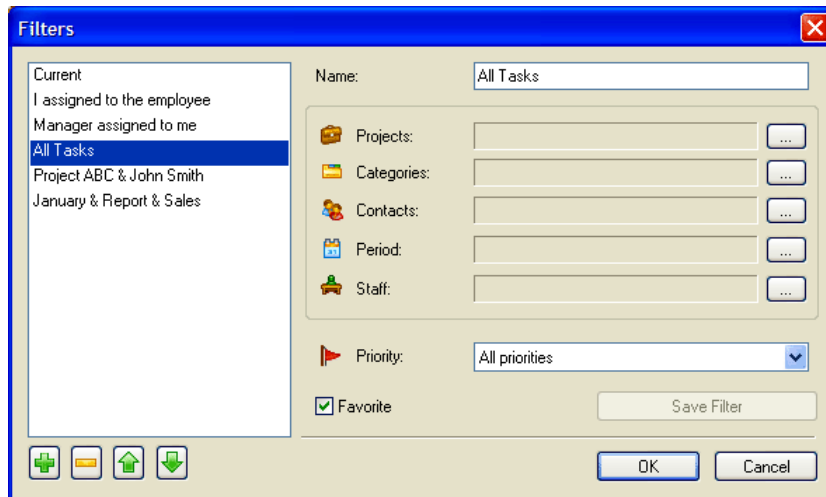 Filters
Current
I assigned to the employee
Manager assigned to me
All Tasks
Project ABC & John Smith
January & Report & Sales
Name: All Tasks
Projects: ...
Categories: ...
Contacts: ...
Period: ...
Staff: ...
Priority: All priorities
Favorite Save Filter
OK Cancel